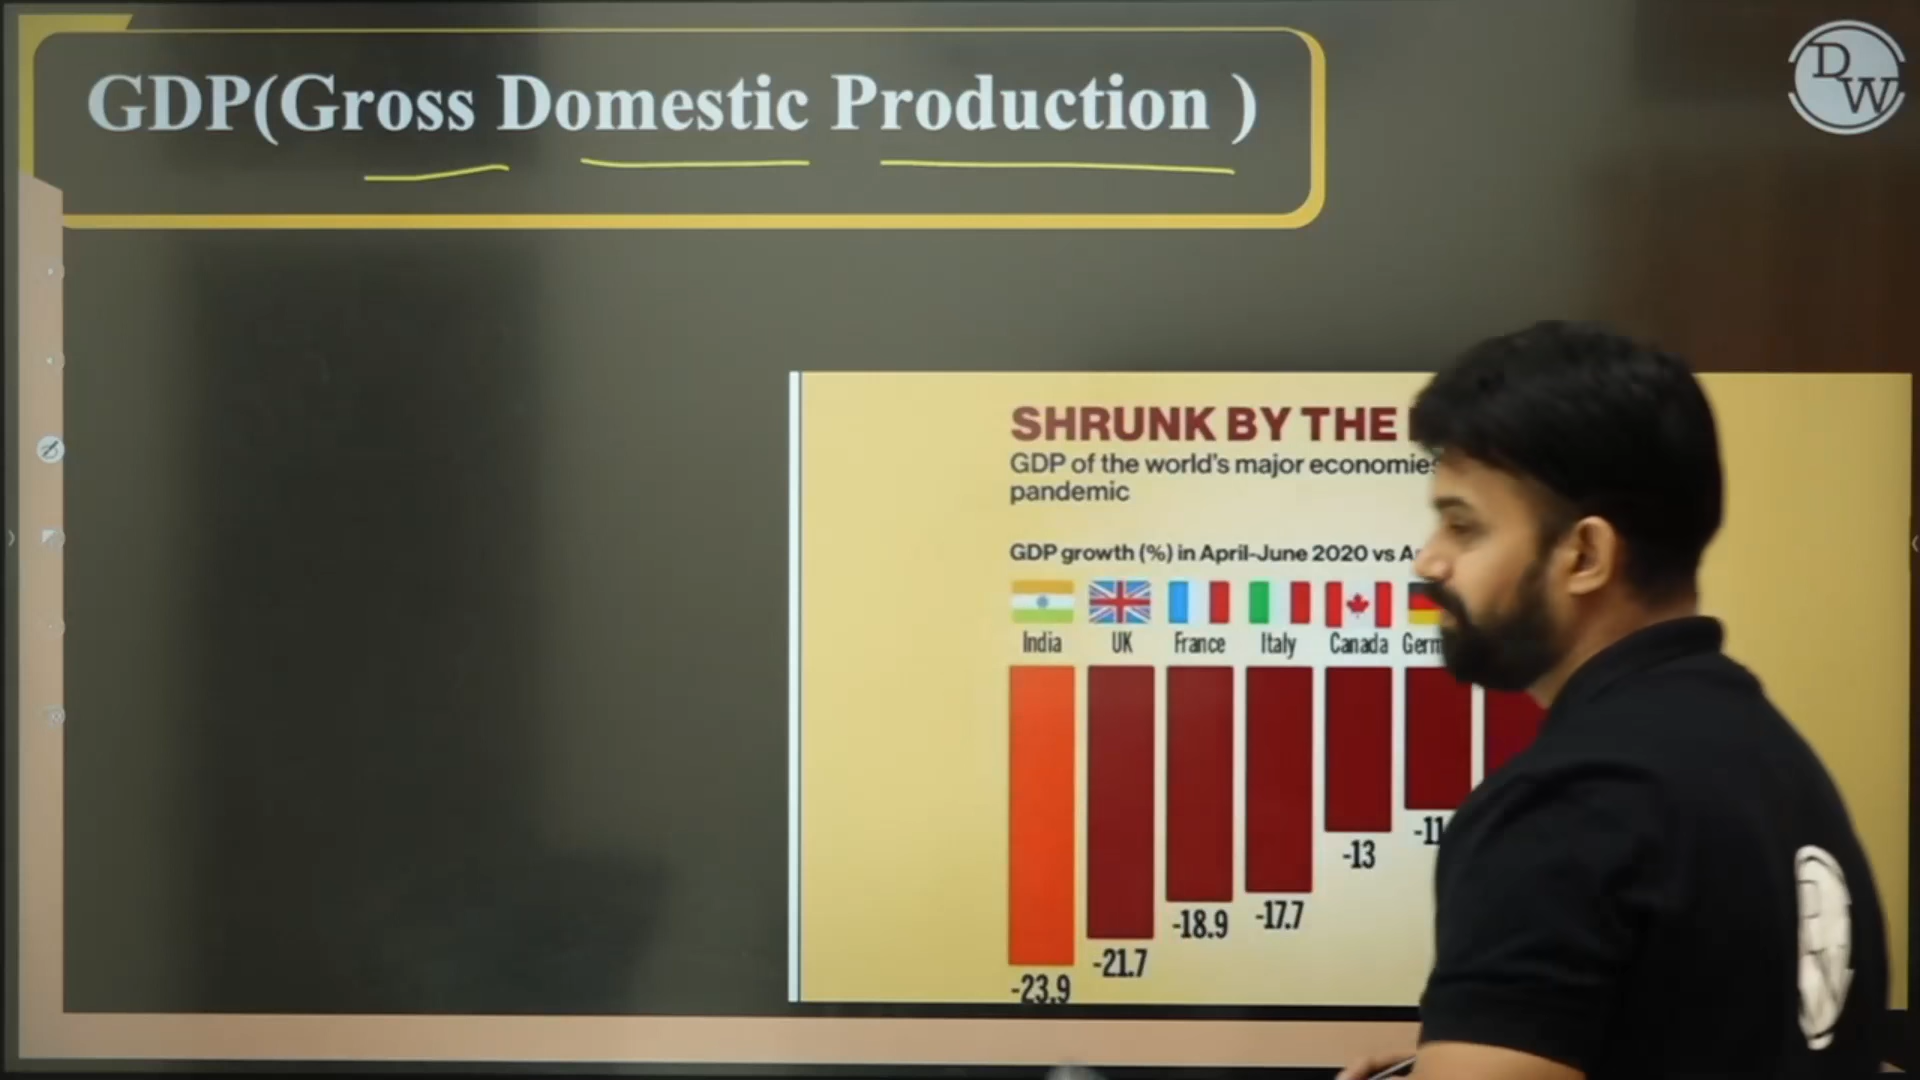 GDP(Gross Domestic Production )
DW
SHRUNK BY THE
GDP of the world's major economies
pandemic
GDP growth (%) in April-June 2020 vs
India UK France Italy Canada
-13
-18.9 -17.7
-21.7
-23.9